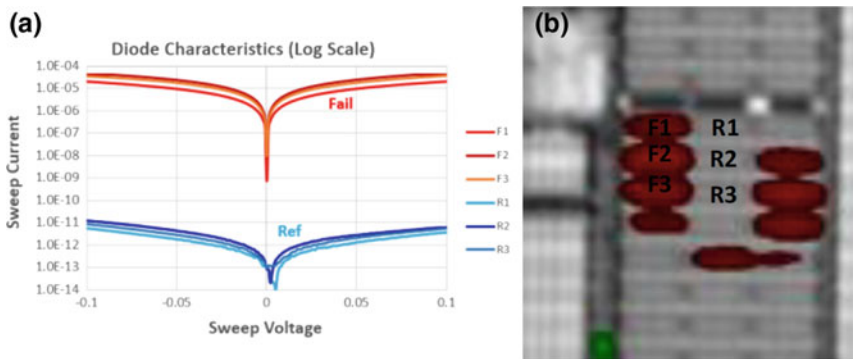 (a)
Diode Characteristics (Log Scale)
Sweep Current
1.0E-04
1.0E-05
1.0E-06
1.0E-07
1.0E-08
1.0E-09
1.0E-10
1.0E-11
1.0E-12
1.0E-13
1.0E-14
Fail
Ref
-0.1
-0.05
0
0.05
0.1
Sweep Voltage
F1
F2
F3
R1
R2
R3
(b)
F1 R1
F2 R2
F3 R3